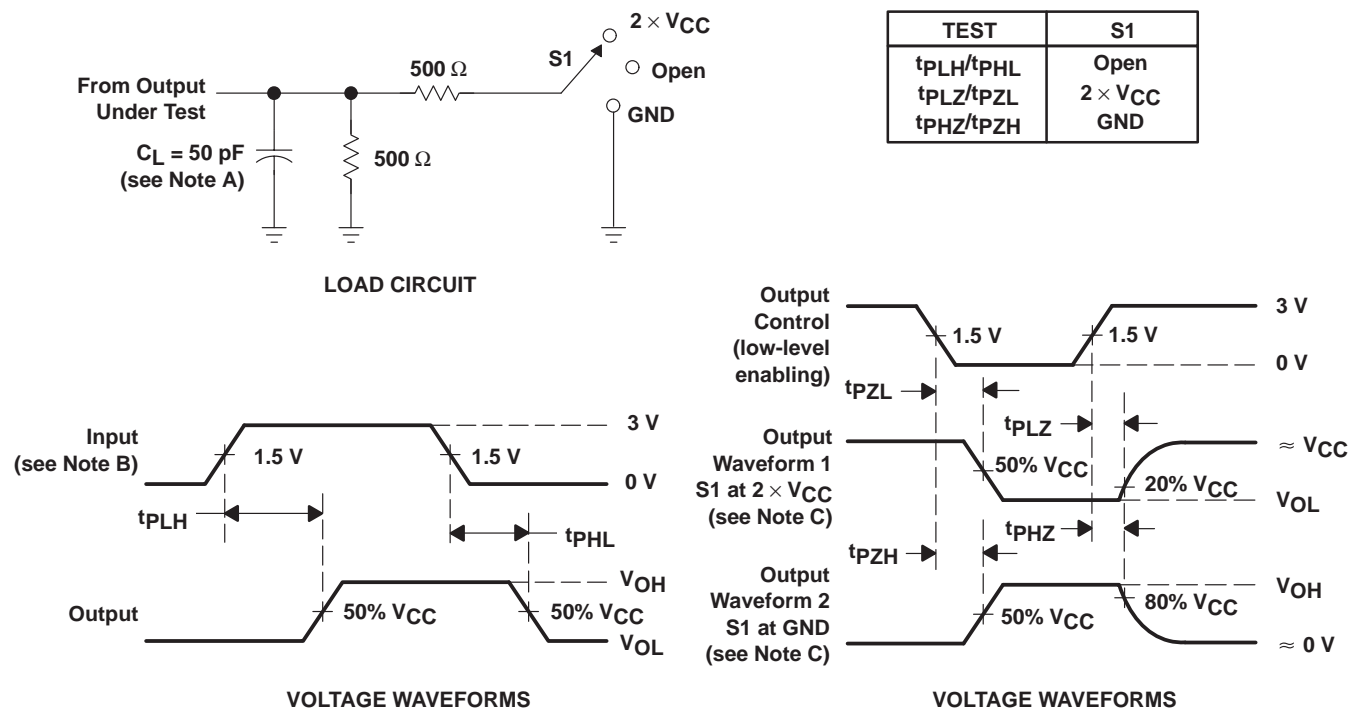 2 × VCC
S1
500 Ω
Open
From Output
Under Test
GND
CL = 50 pF
(see Note A)
500 Ω
LOAD CIRCUIT
TEST S1
tPLH/tPHL Open
tPLZ/tPZL 2 × VCC
tPHZ/tPZH GND
Input
(see Note B)
1.5 V
1.5 V
3 V
0 V
tPLH
tPHL
Output
50% VCC
50% VCC
VOH
VOL
VOLTAGE WAVEFORMS
Output
Control
(low-level
enabling)
1.5 V
1.5 V
3 V
0 V
tPZL
tPLZ
Output
Waveform 1
S1 at 2 × VCC
(see Note C)
50% VCC
20% VCC
≈ VCC
VOL
tPHZ
tPZH
Output
Waveform 2
S1 at GND
(see Note C)
50% VCC
80% VCC
VOH
≈ 0 V
VOLTAGE WAVEFORMS